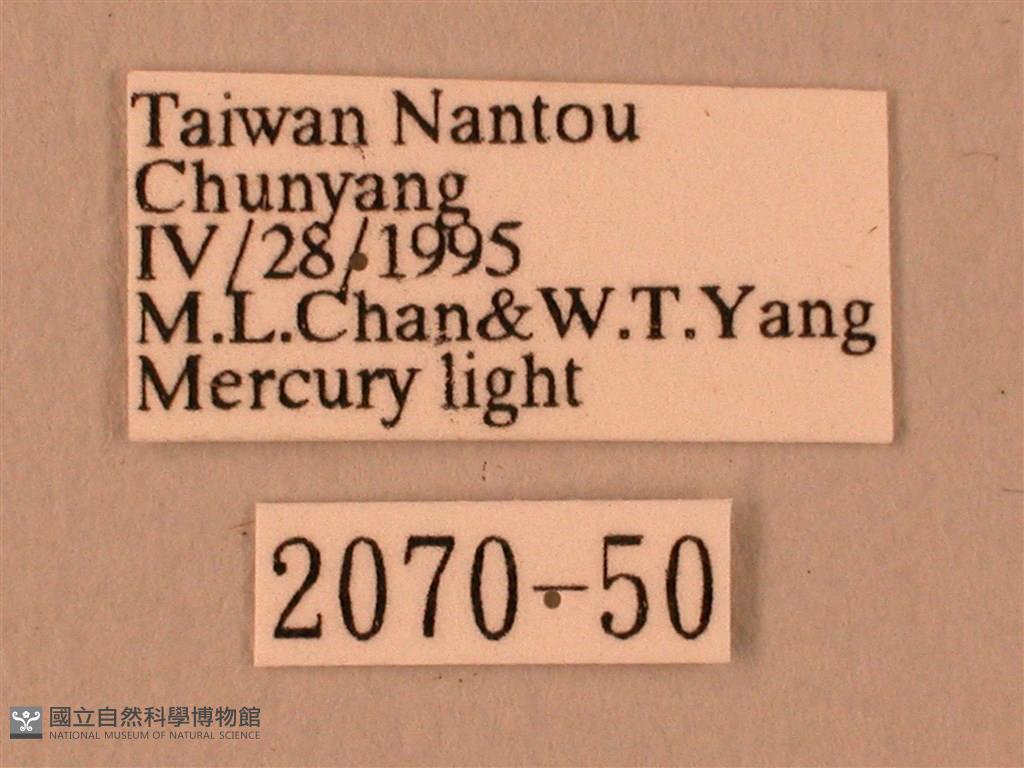 Taiwan Nantou
Chunyang
IV/28/1995
M.L.Chan&W.T.Yang
Mercury light
2070-50
國立自然科學博物館
NATIONAL MUSEUM OF NATURAL SCIENCE